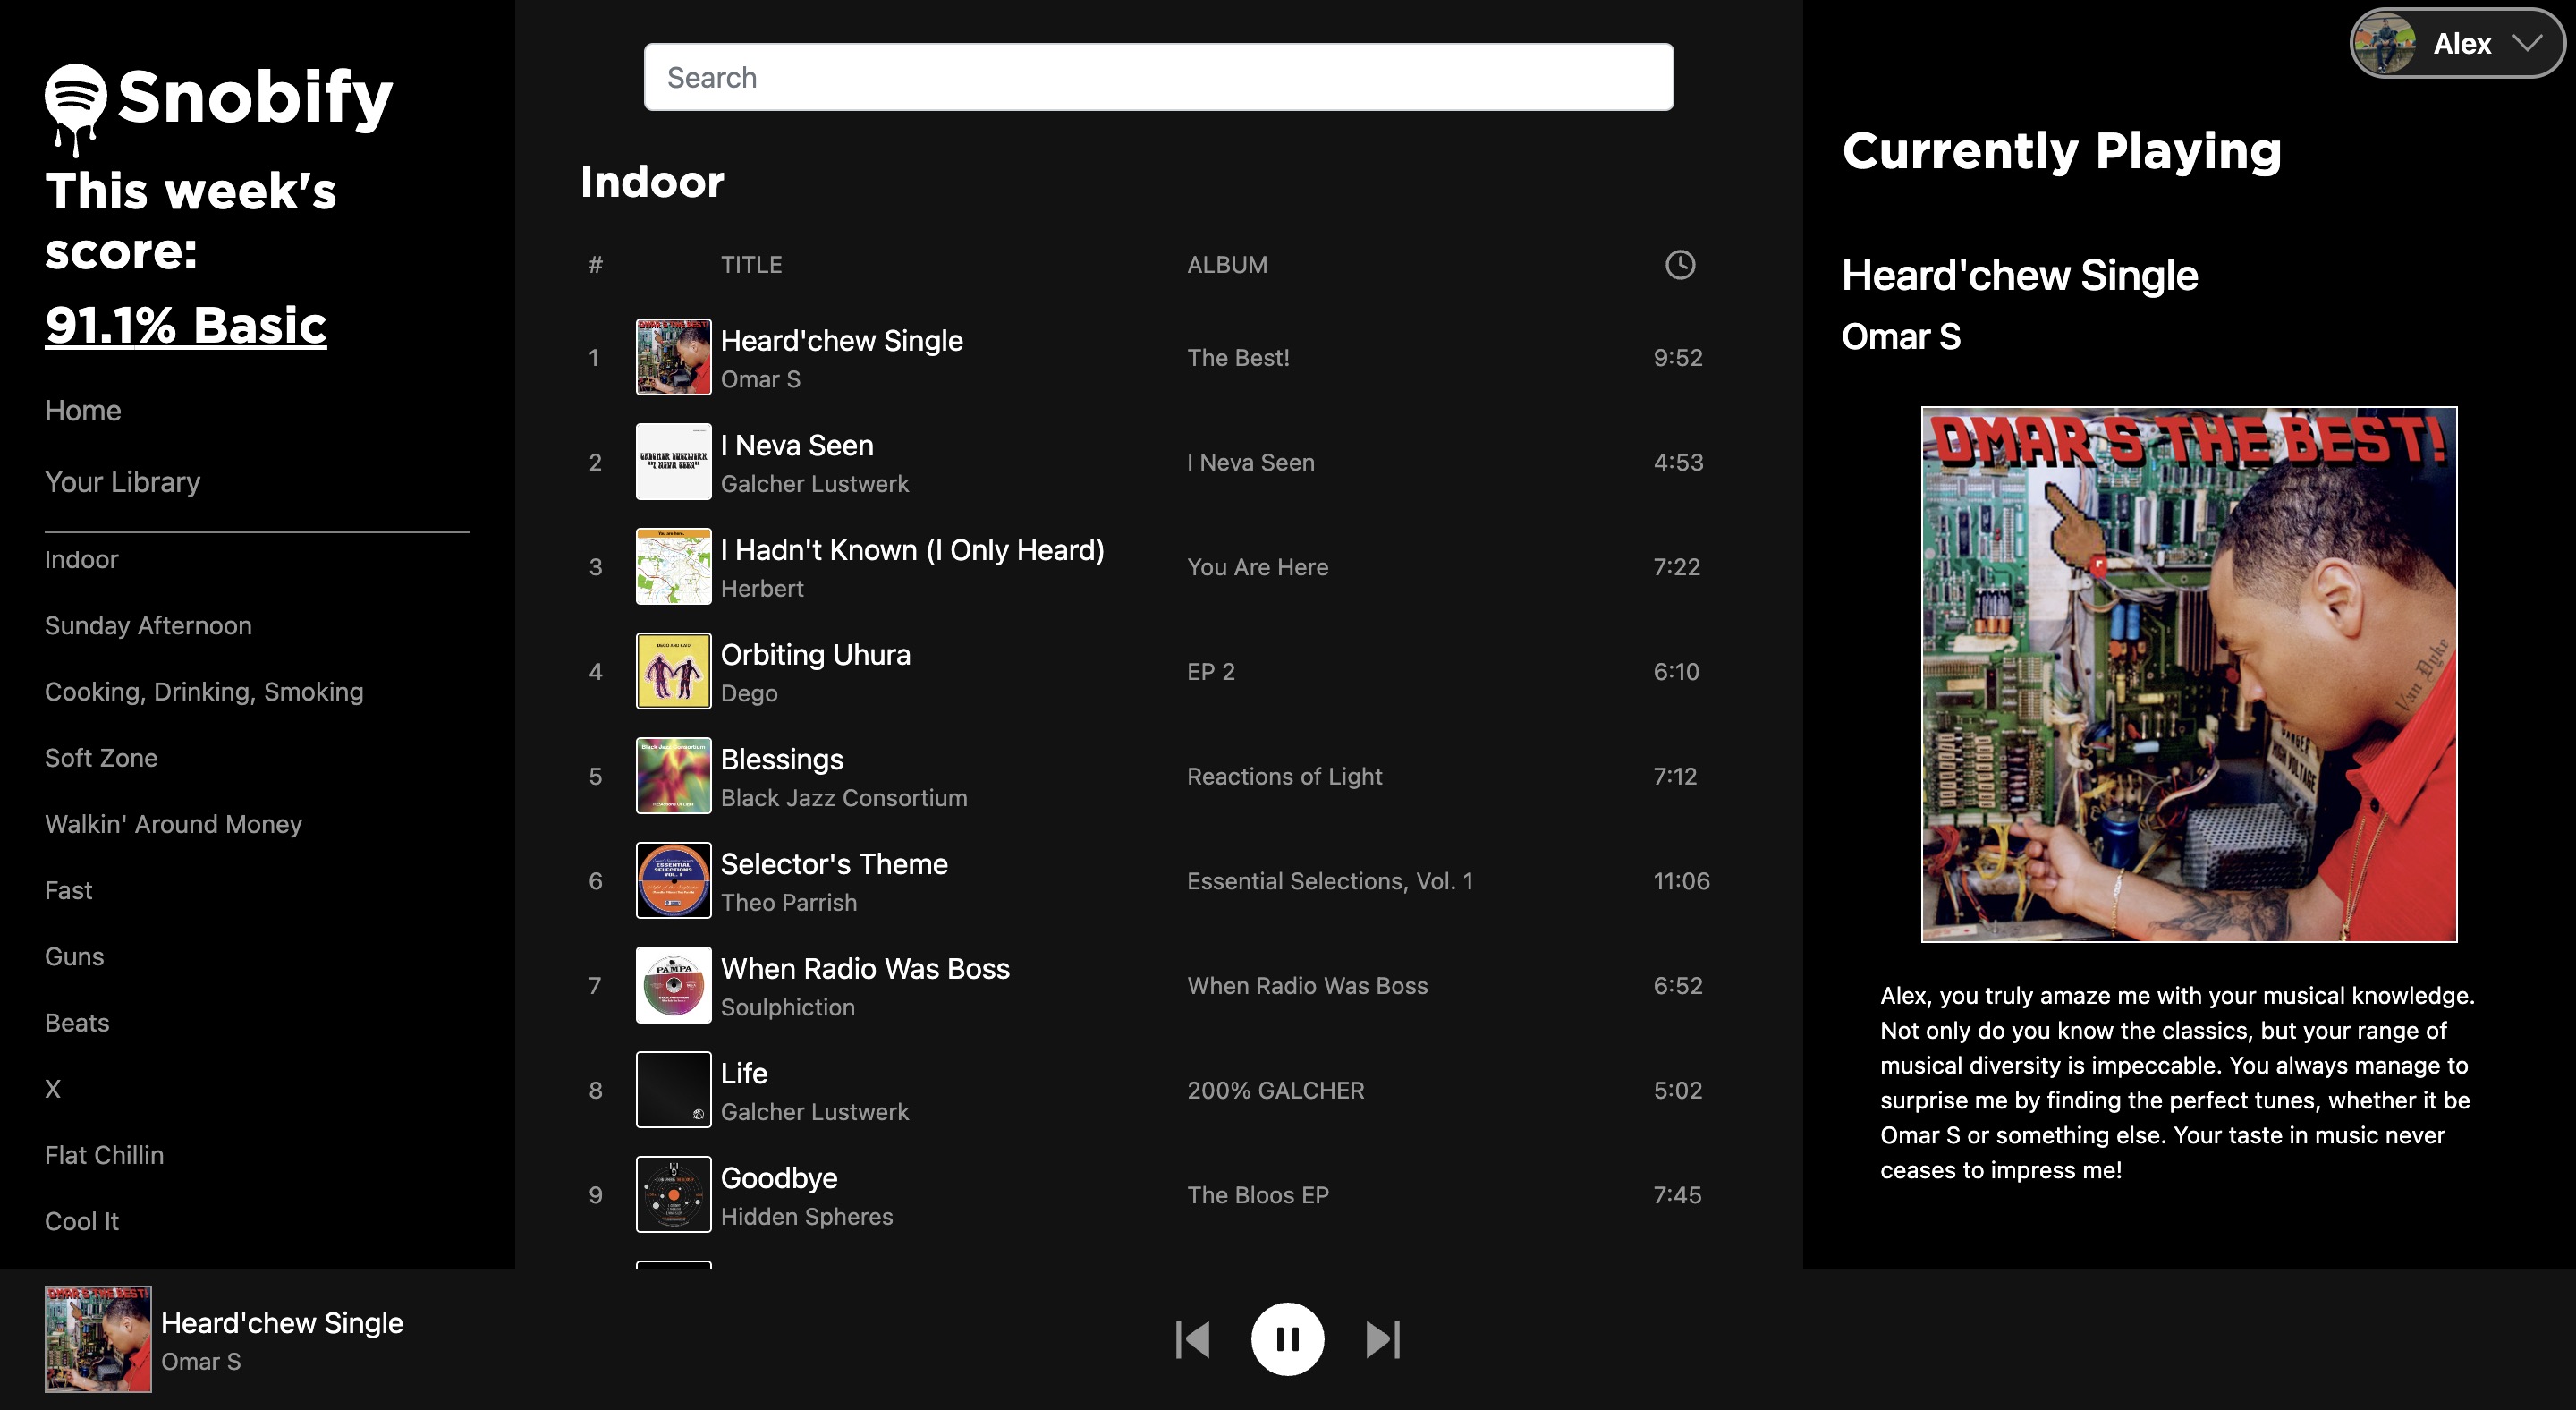 Snobify
This week's
score:
91.1% Basic
Home
Your Library
Indoor
Sunday Afternoon
Cooking, Drinking, Smoking
Soft Zone
Walkin' Around Money
Fast
Guns
Beats
X
Flat Chillin
Cool It
Search
Indoor
# TITLE ALBUM
1 Heard'chew Single The Best! 9:52
Omar S
2 I Neva Seen I Neva Seen 4:53
Galcher Lustwerk
3 I Hadn't Known (I Only Heard) You Are Here 7:22
Herbert
4 Orbiting Uhura EP 2 6:10
Dego
5 Blessings Reactions of Light 7:12
Black Jazz Consortium
6 Selector's Theme Essential Selections, Vol. 1 11:06
Theo Parrish
7 When Radio Was Boss When Radio Was Boss 6:52
Soulphiction
8 Life 200% GALCHER 5:02
Galcher Lustwerk
9 Goodbye The Bloos EP 7:45
Hidden Spheres
Alex
Currently Playing
Heard'chew Single
Omar S
OMAR S THE BEST!
Van Dyke
DANGER
HIGH VOLTAGE
Alex, you truly amaze me with your musical knowledge.
Not only do you know the classics, but your range of
musical diversity is impeccable. You always manage to
surprise me by finding the perfect tunes, whether it be
Omar S or something else. Your taste in music never
ceases to impress me!
Heard'chew Single
Omar S